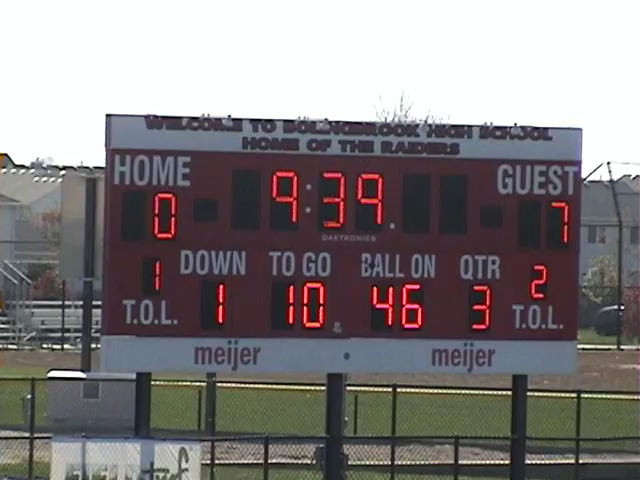 WELCOME TO BOLINGBROOK HIGH SCHOOL
HOME OF THE RAIDERS
HOME 9:39 GUEST
0 7
DAKTRONICS
1 DOWN TO GO BALL ON QTR 2
T.O.L. 1 10 46 3 T.O.L.
meijer meijer